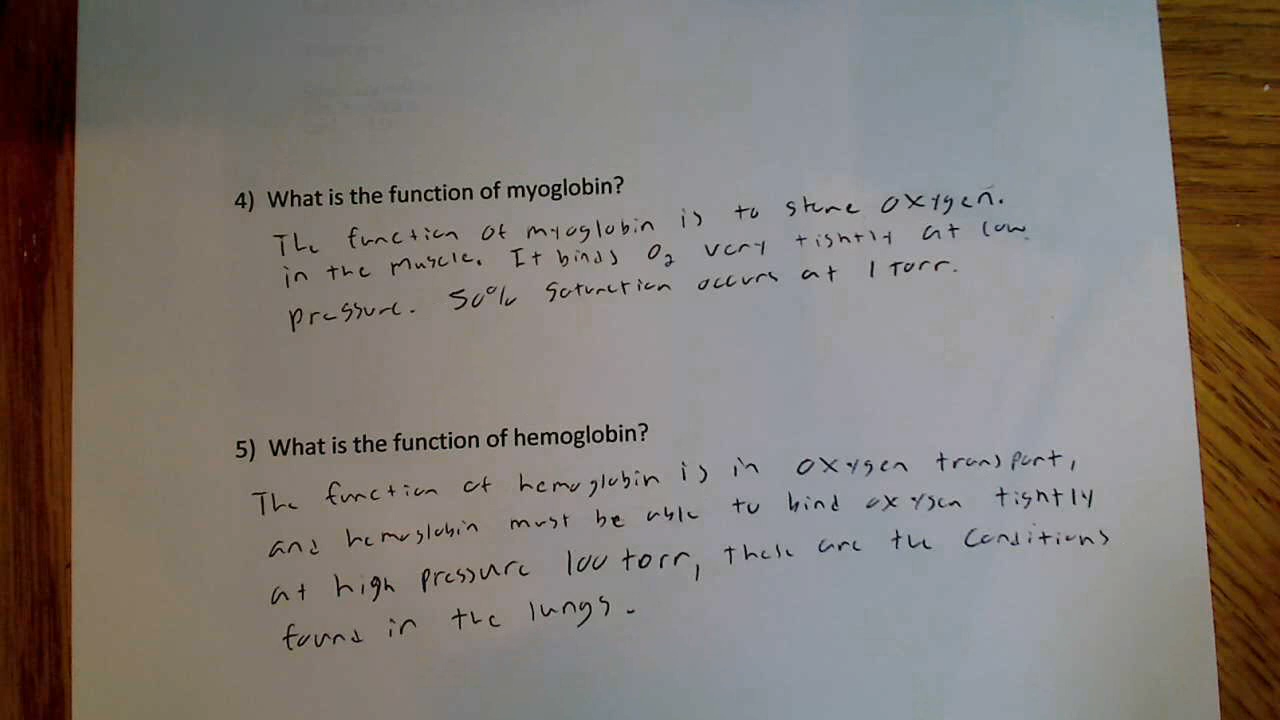 4) What is the function of myoglobin?
The function of myoglobin is to store oxygen.
in the muscle. It binds O2 very tightly at low
pressure. 50% saturation occurs at 1 Torr.
5) What is the function of hemoglobin?
The function of hemoglobin is in oxygen transport,
and hemoglobin must be able to bind oxygen tightly
at high pressure 100 torr, these are the conditions
found in the lungs.